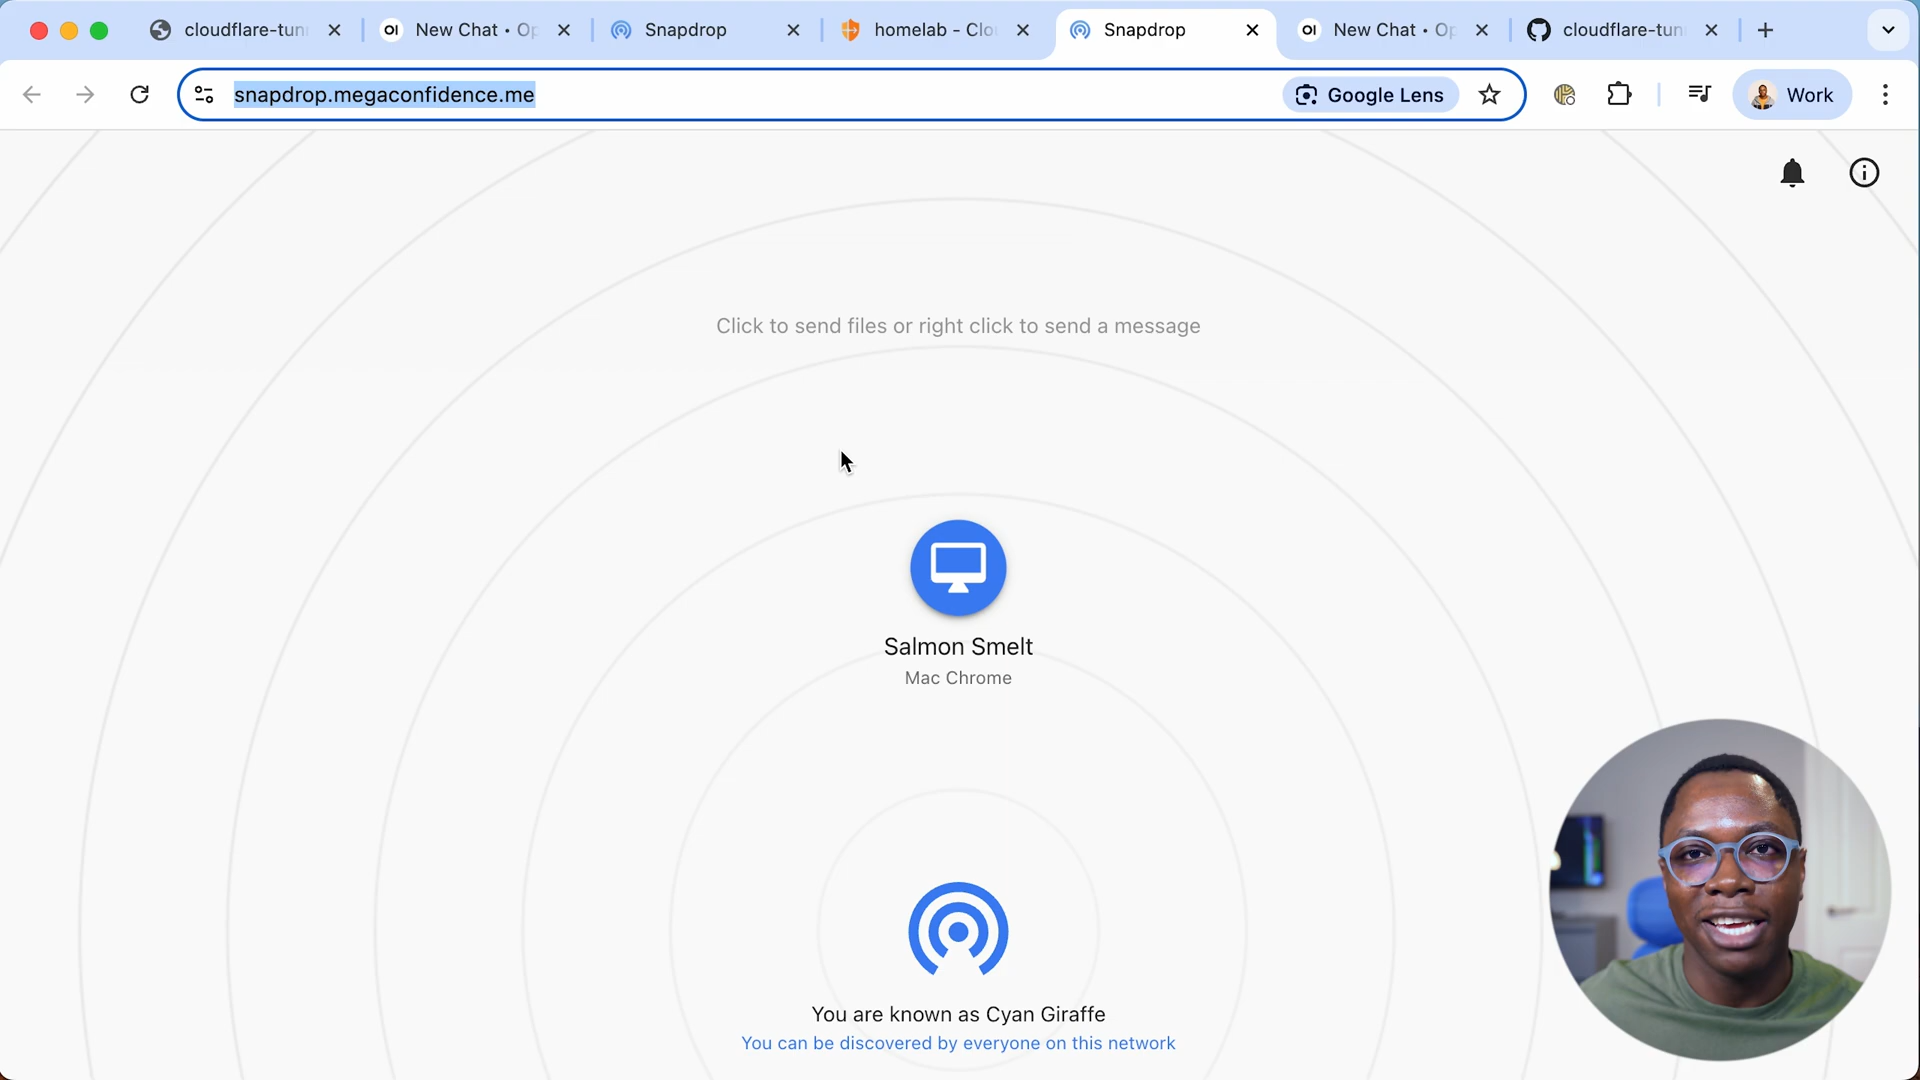 cloudflare-tun
OI New Chat • Op
Snapdrop
homelab - Clo
Snapdrop
OI New Chat • Op
cloudflare-tun
snapdrop.megaconfidence.me
Google Lens
Work
Click to send files or right click to send a message
Salmon Smelt
Mac Chrome
You are known as Cyan Giraffe
You can be discovered by everyone on this network